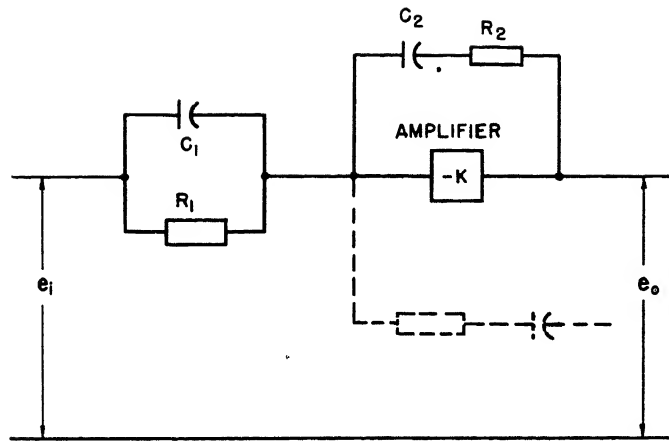 C₂
R₂
AMPLIFIER
C₁
-K
R₁
eᵢ
eₒ